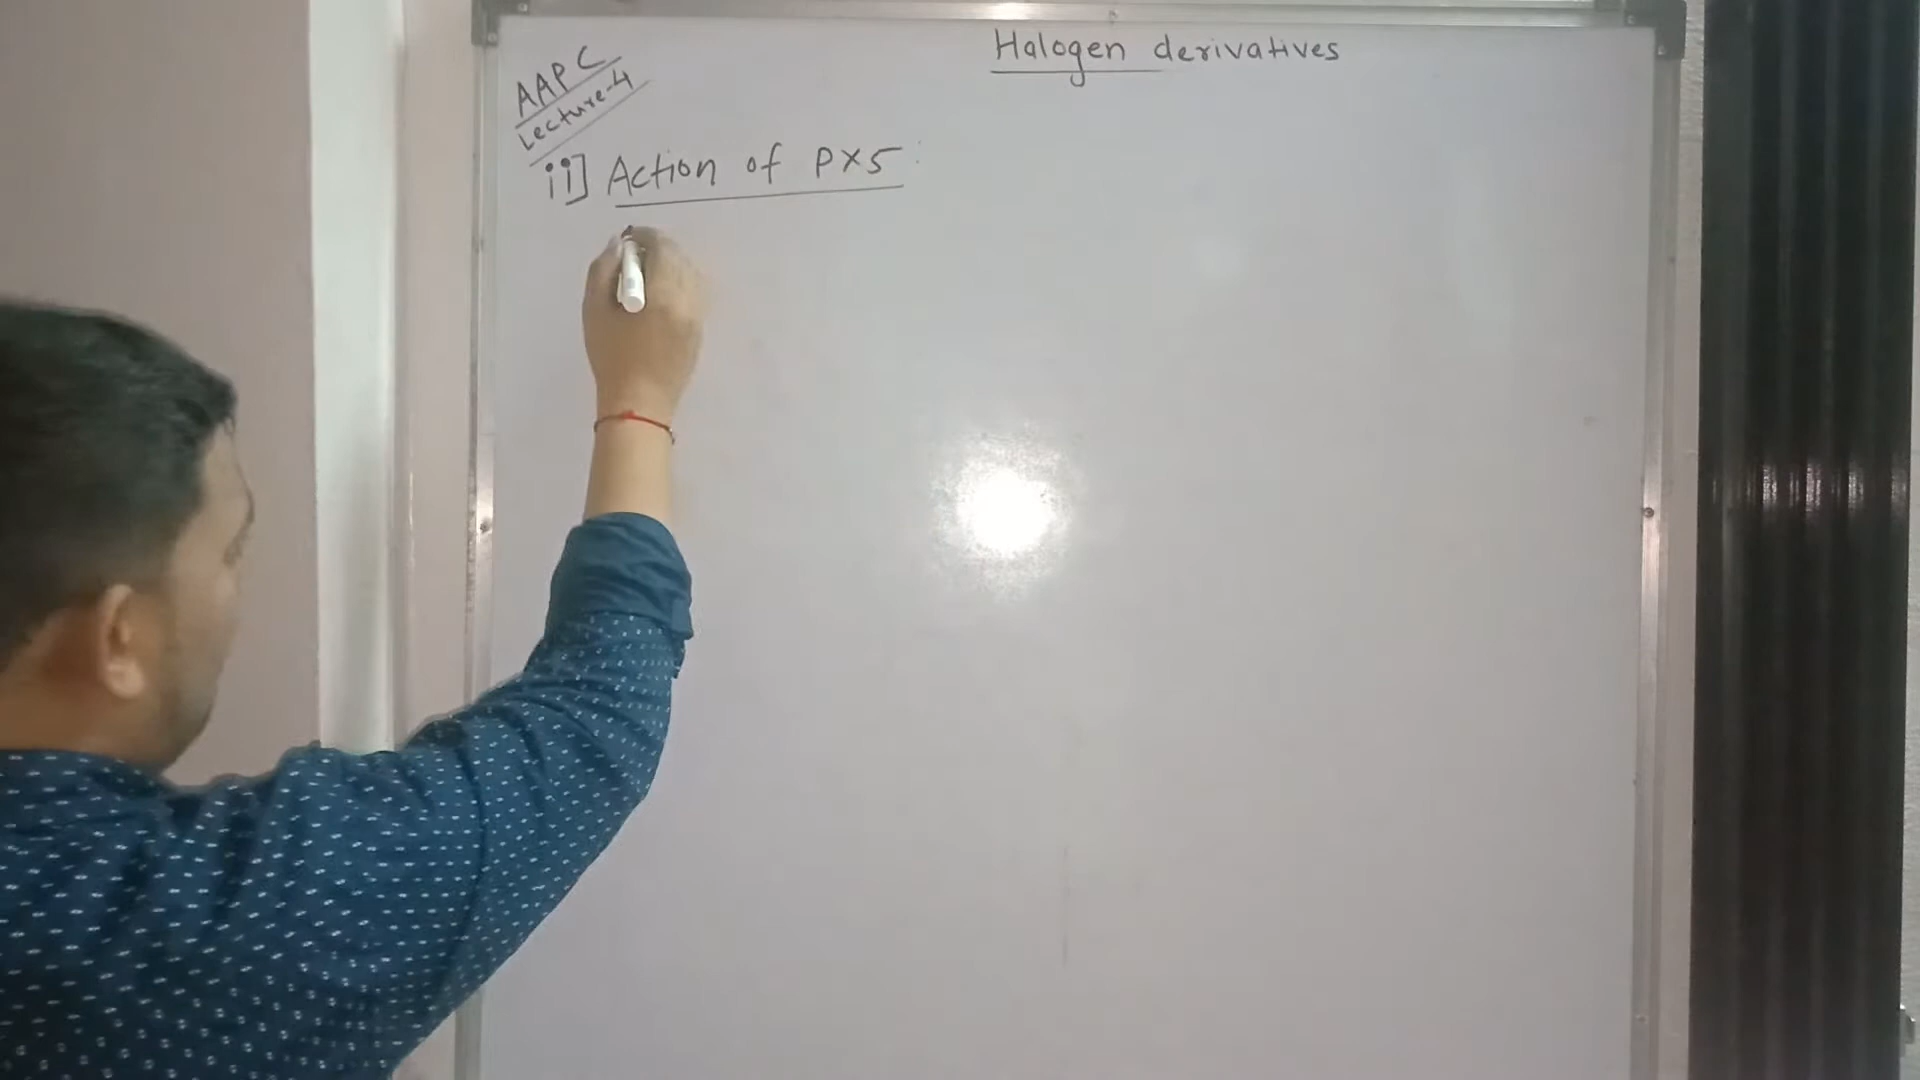 Halogen derivatives
AAPC
Lecture-4
ii] Action of PX5: